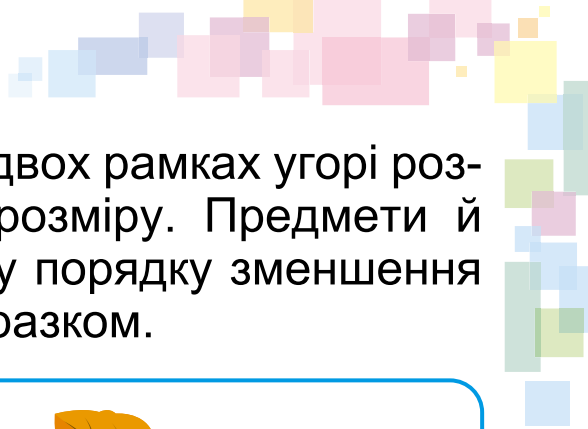 двох рамках угорі роз-
розміру. Предмети й
у порядку зменшення
разком.